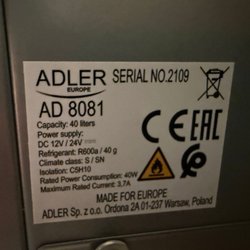 ADLER
EUROPE
SERIAL NO.2109
AD 8081
Capacity: 40 liters
Power supply:
DC 12V / 24V
Refrigerant: R600a / 40 g
Climate class: S / SN
Isolation: C5H10
Rated Power Consumption: 40W
Maximum Rated Current: 3,7A
CE EAC
MADE FOR EUROPE
ADLER Sp. z o.o. Ordona 2A 01-237 Warsaw, Poland